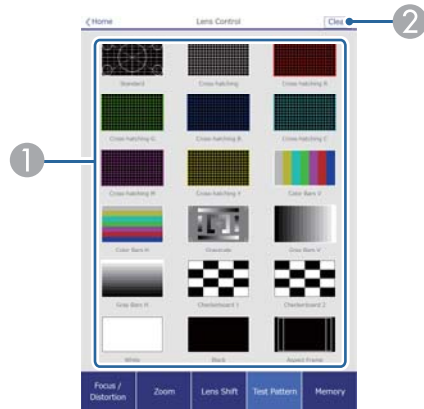 Home
Lens Control
Clea
2
Standard
Cross hatching
Cross hatching R
Cross hatching G
Cross hatching B
Cross hatching C
1
Cross hatching M
Cross hatching Y
Color Bars V
Color Bars H
Grayscale
Gray Bars V
Gray Bars H
Checkerboard 1
Checkerboard 2
White
Black
Aspect Frame
Focus /
Distortion
Zoom
Lens Shift
Test Pattern
Memory